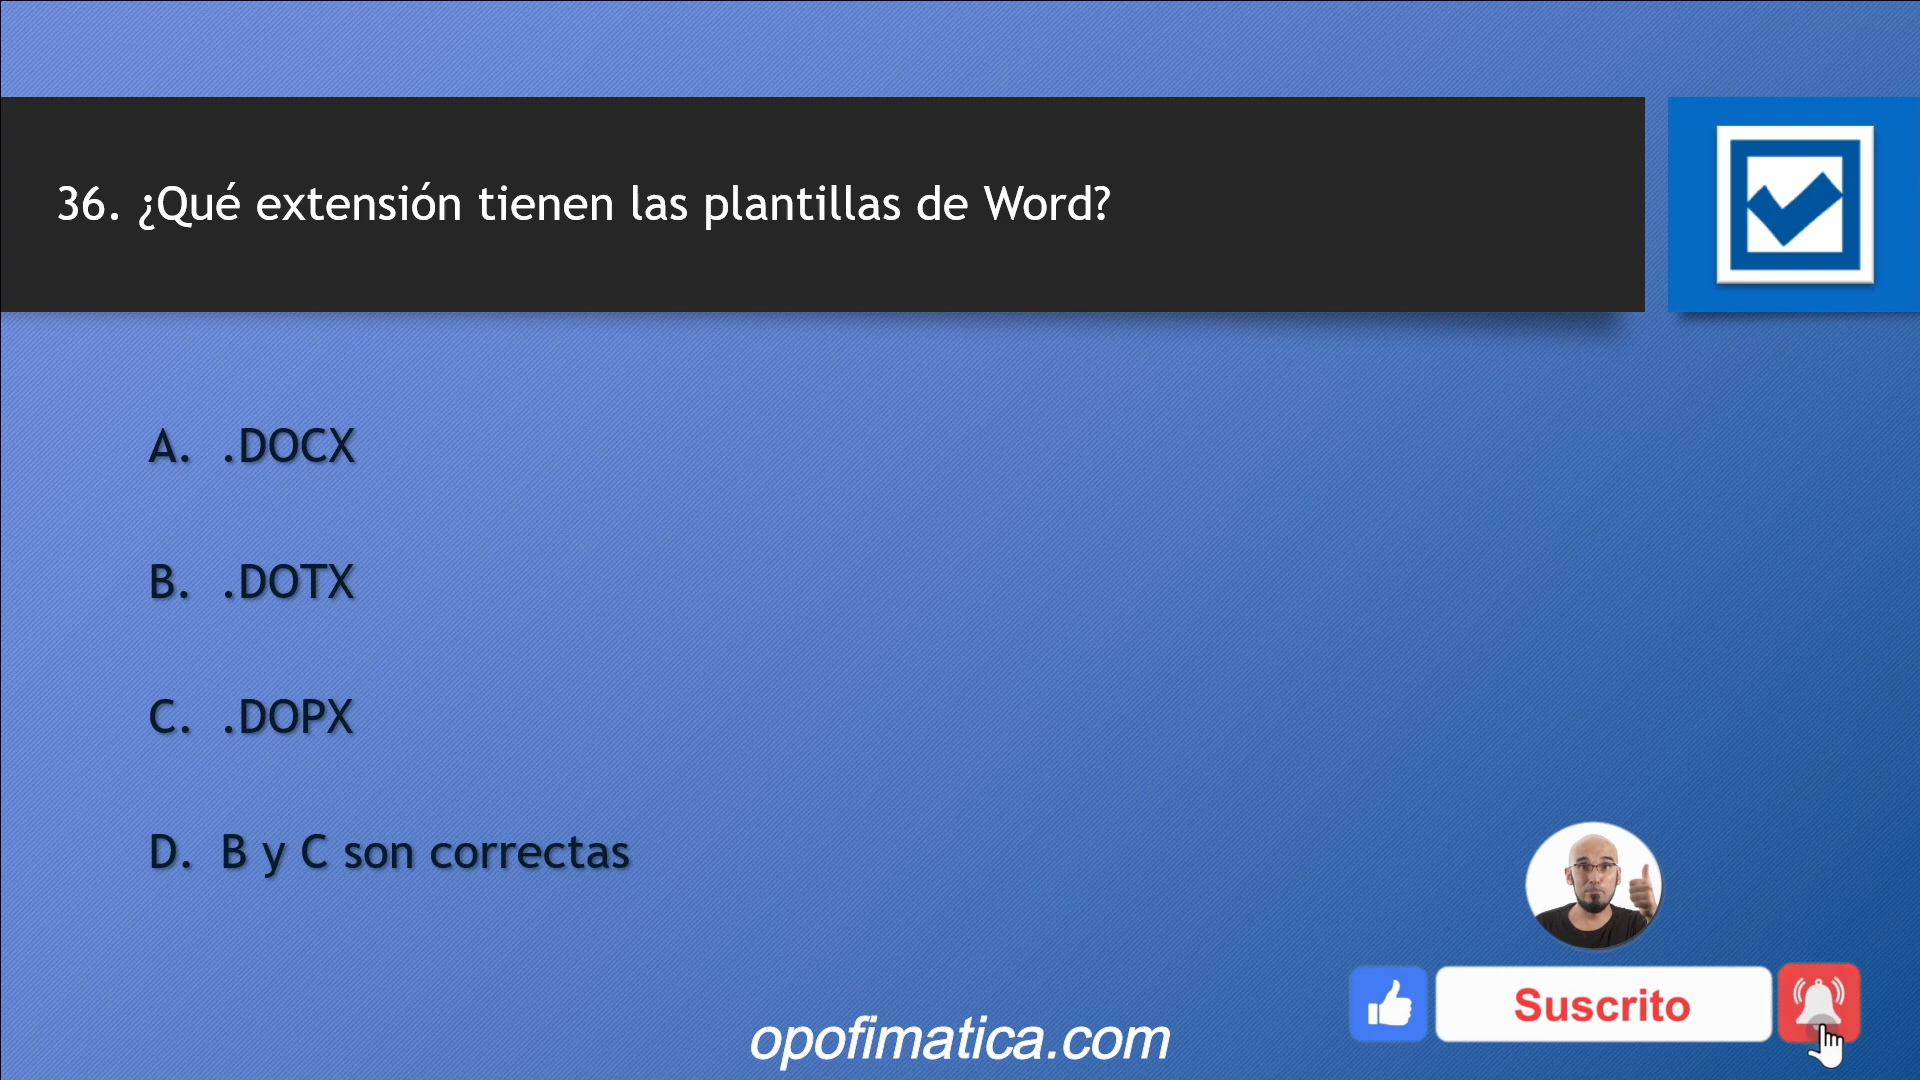 36. ¿Qué extensión tienen las plantillas de Word?
A. .DOCX
B. .DOTX
C. .DOPX
D. B y C son correctas
Suscrito
opofimatica.com